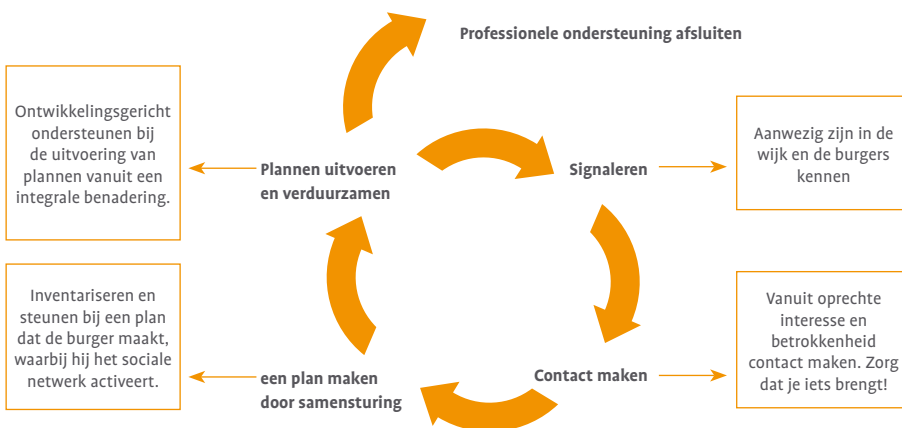 Professionele ondersteuning afsluiten
Ontwikkelingsgericht
ondersteunen bij
de uitvoering van
plannen vanuit een
integrale benadering.
Plannen uitvoeren
en verduurzamen
Signaleren
Aanwezig zijn in de
wijk en de burgers
kennen
Inventariseren en
steunen bij een plan
dat de burger maakt,
waarbij hij het sociale
netwerk activeert.
een plan maken
door samensturing
Contact maken
Vanuit oprechte
interesse en
betrokkenheid
contact maken. Zorg
dat je iets brengt!